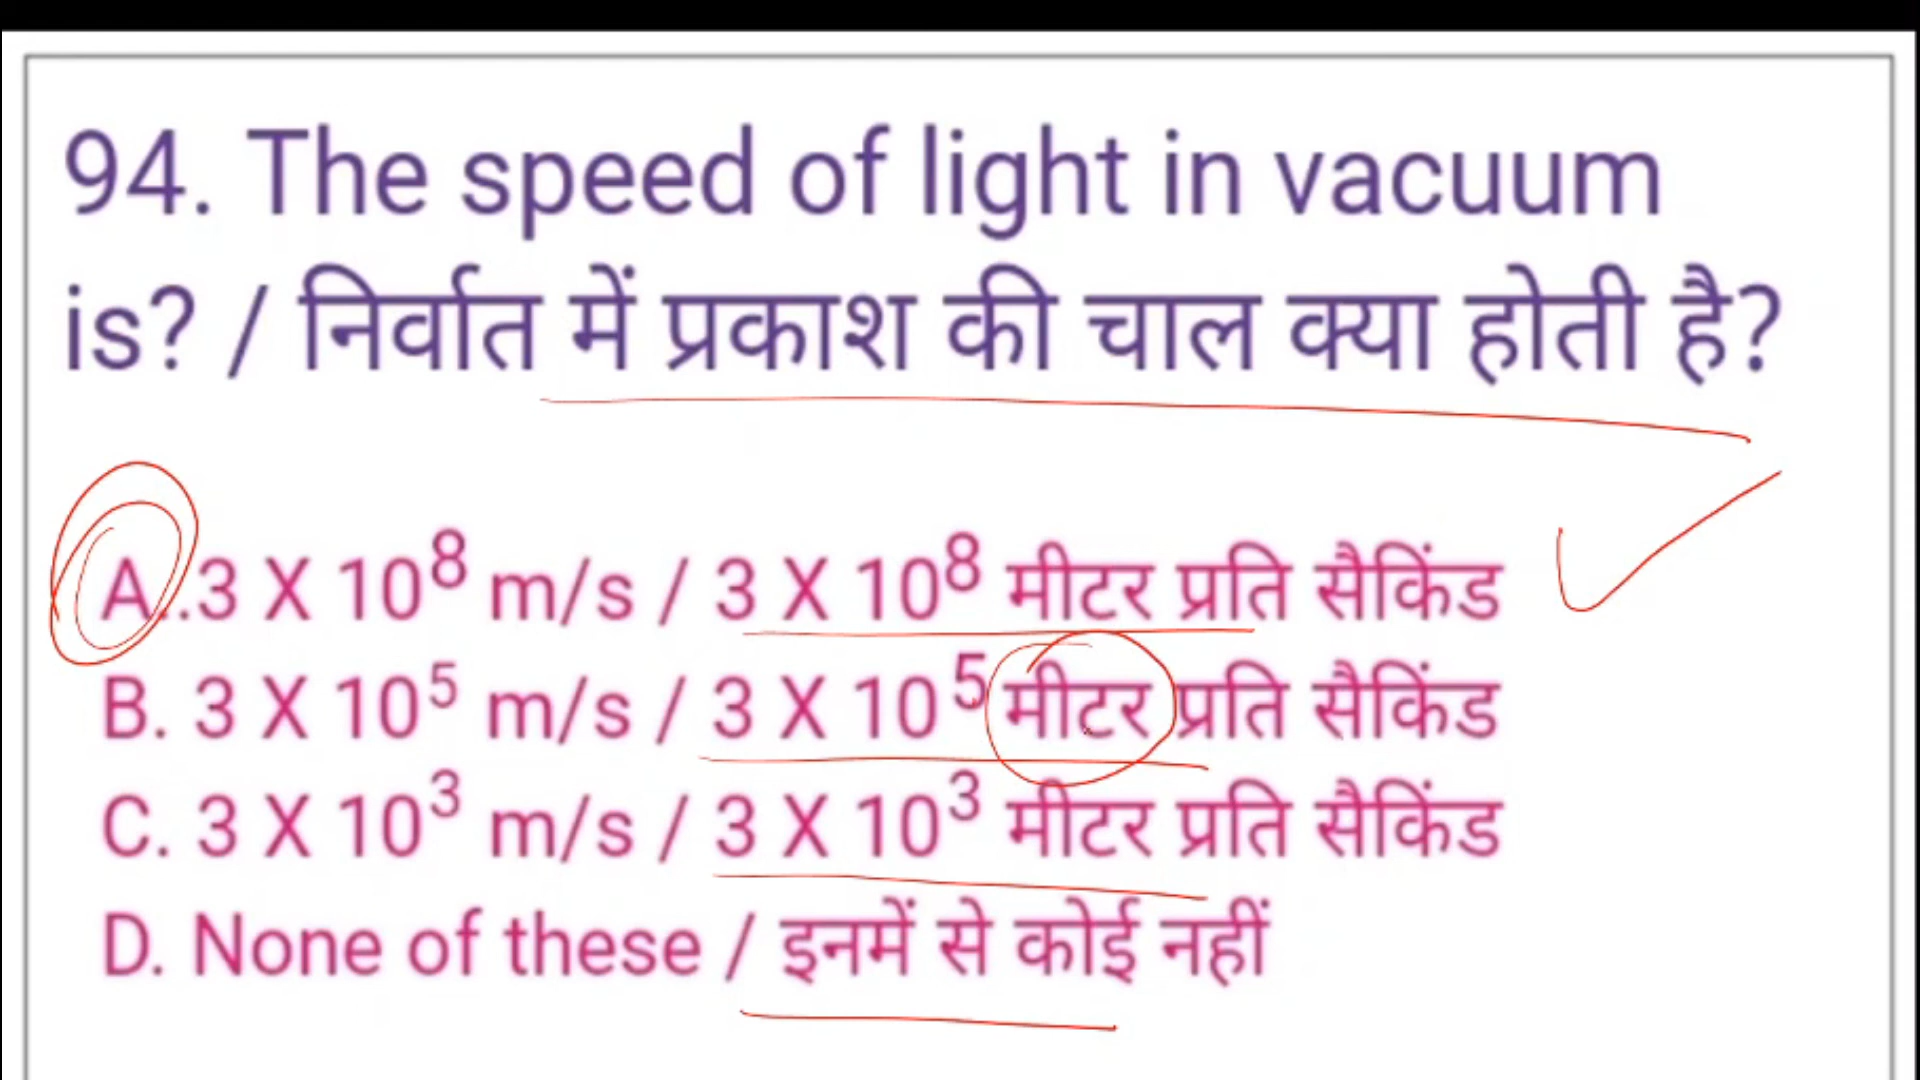 94. The speed of light in vacuum
is? / निर्वात में प्रकाश की चाल क्या होती है?
A..3 X 10⁸ m/s / 3 X 10⁸ मीटर प्रति सैकिंड
B. 3 X 10⁵ m/s / 3 X 10⁵ मीटर प्रति सैकिंड
C. 3 X 10³ m/s / 3 X 10³ मीटर प्रति सैकिंड
D. None of these / इनमें से कोई नहीं